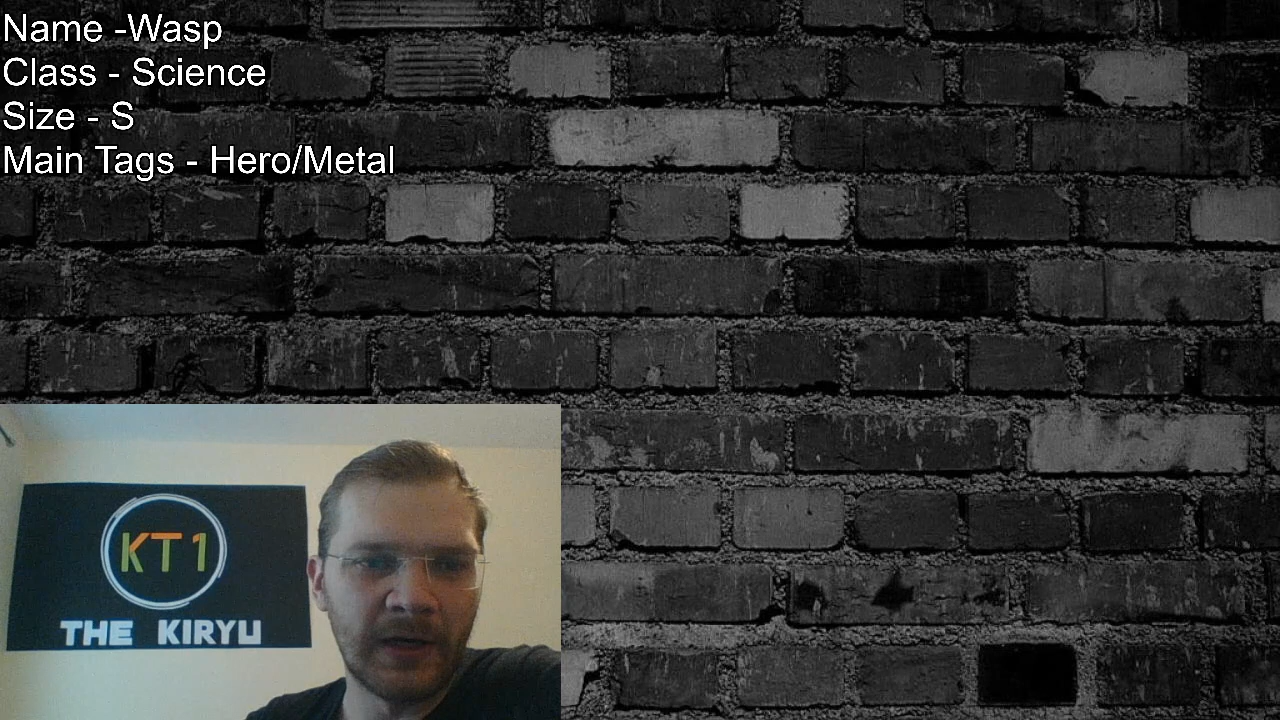 Name -Wasp
Class - Science
Size - S
Main Tags - Hero/Metal
KT1
THE KIRYU